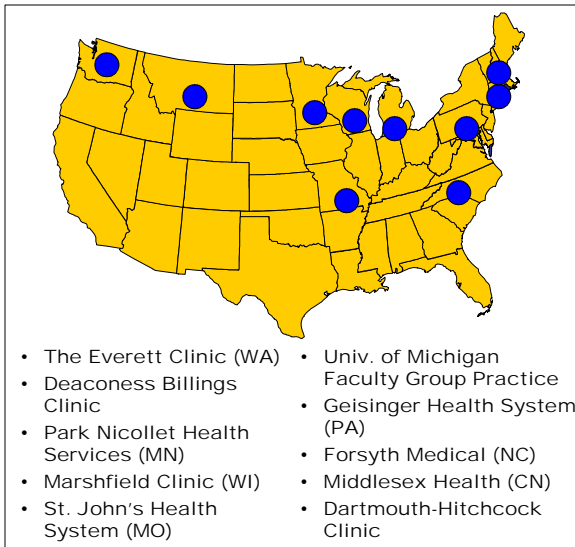 • The Everett Clinic (WA)
• Deaconess Billings
Clinic
• Park Nicollet Health
Services (MN)
• Marshfield Clinic (WI)
• St. John's Health
System (MO)
• Univ. of Michigan
Faculty Group Practice
• Geisinger Health System
(PA)
• Forsyth Medical (NC)
• Middlesex Health (CN)
• Dartmouth-Hitchcock
Clinic